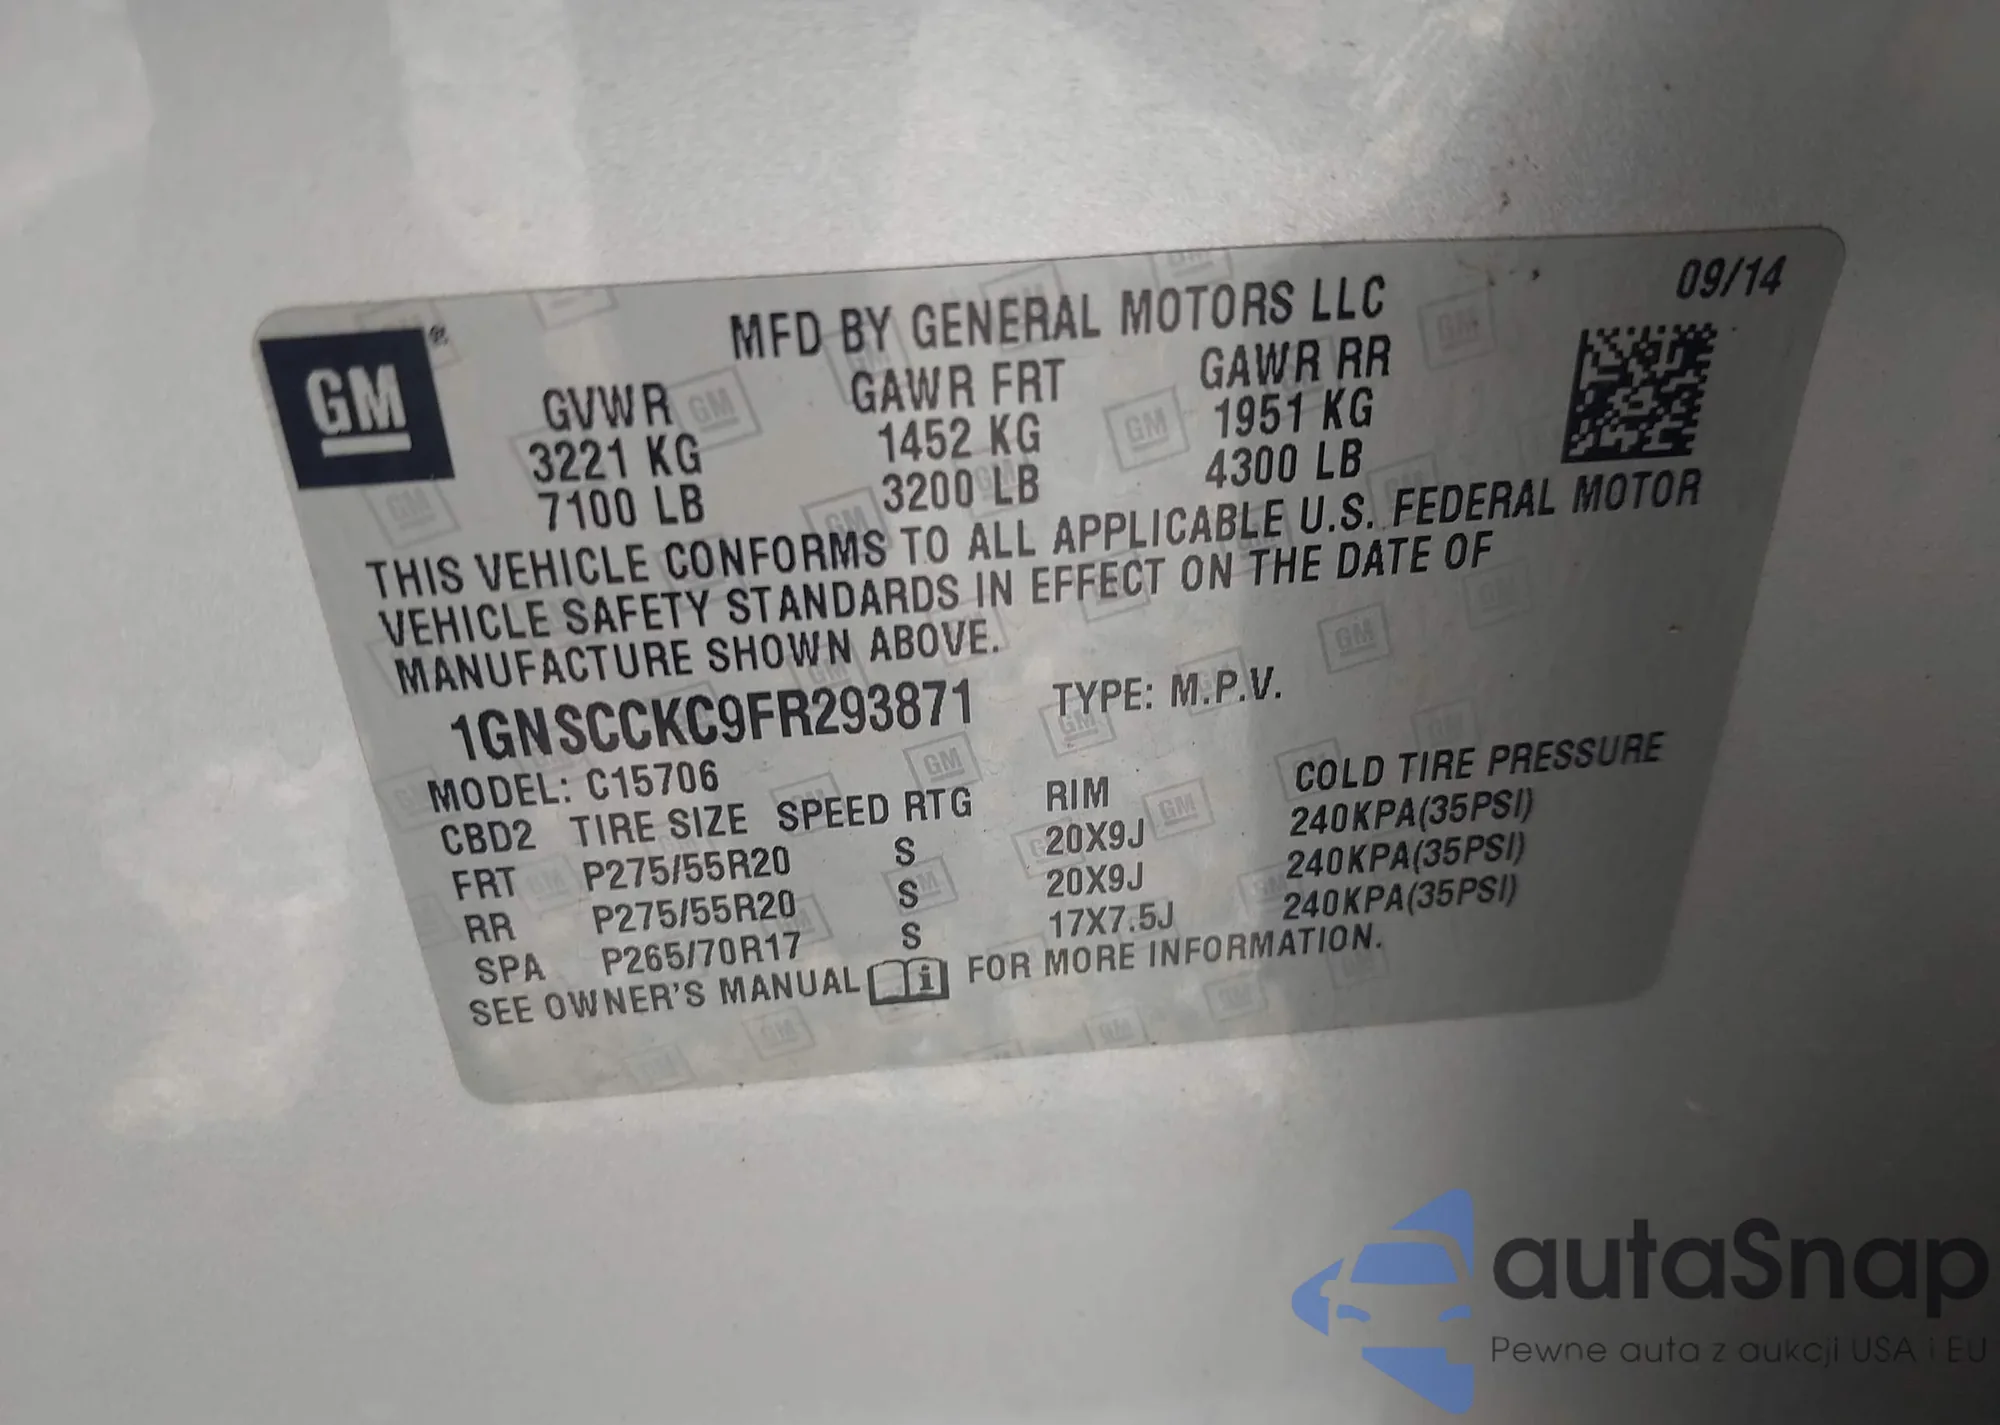 09/14
GM®
MFD BY GENERAL MOTORS LLC
GVWR GAWR FRT GAWR RR
3221 KG 1452 KG 1951 KG
7100 LB 3200 LB 4300 LB
THIS VEHICLE CONFORMS TO ALL APPLICABLE U.S. FEDERAL MOTOR
VEHICLE SAFETY STANDARDS IN EFFECT ON THE DATE OF
MANUFACTURE SHOWN ABOVE.
1GNSCCKC9FR293871 TYPE: M.P.V.
MODEL: C15706
CBD2 TIRE SIZE SPEED RTG RIM COLD TIRE PRESSURE
FRT P275/55R20 S 20X9J 240KPA(35PSI)
RR P275/55R20 S 20X9J 240KPA(35PSI)
SPA P265/70R17 S 17X7.5J 240KPA(35PSI)
SEE OWNER'S MANUAL i FOR MORE INFORMATION.
autaSnap
Pewne auta z aukcji USA i EU